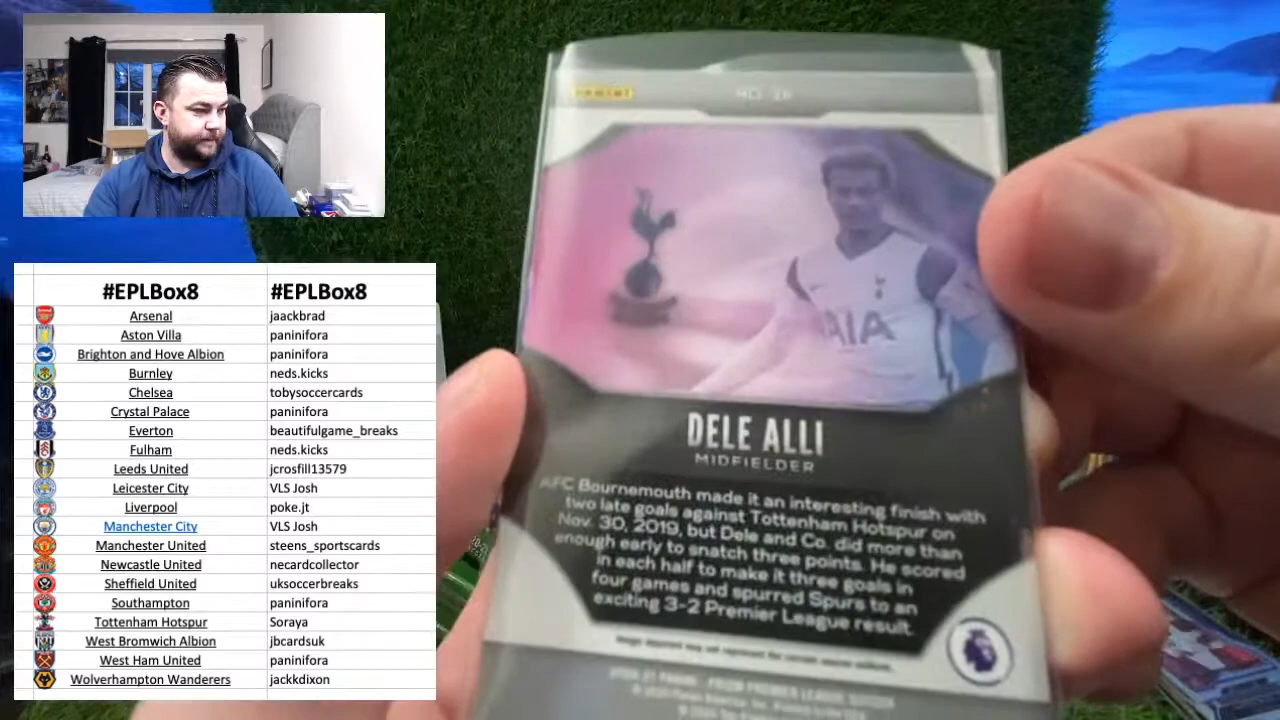 #EPLBox8 #EPLBox8
Arsenal jaackbrad
Aston Villa paninifora
Brighton and Hove Albion paninifora
Burnley neds.kicks
Chelsea tobysoccercards
Crystal Palace paninifora
Everton beautifulgame_breaks
Fulham neds.kicks
Leeds United jcrosfill13579
Leicester City VLS Josh
Liverpool poke.jt
Manchester City VLS Josh
Manchester United steens_sportscards
Newcastle United necardcollector
Sheffield United uksoccerbreaks
Southampton paninifora
Tottenham Hotspur Soraya
West Bromwich Albion jbcardsuk
West Ham United paninifora
Wolverhampton Wanderers jackkdixon
PANINI
AIA
DELE ALLI
MIDFIELDER
AFC Bournemouth made it an interesting finish with
two late goals against Tottenham Hotspur on
Nov. 30, 2019, but Dele and Co. did more than
enough early to snatch three points. He scored
in each half to make it three goals in
four games and spurred Spurs to an
exciting 3-2 Premier League result.